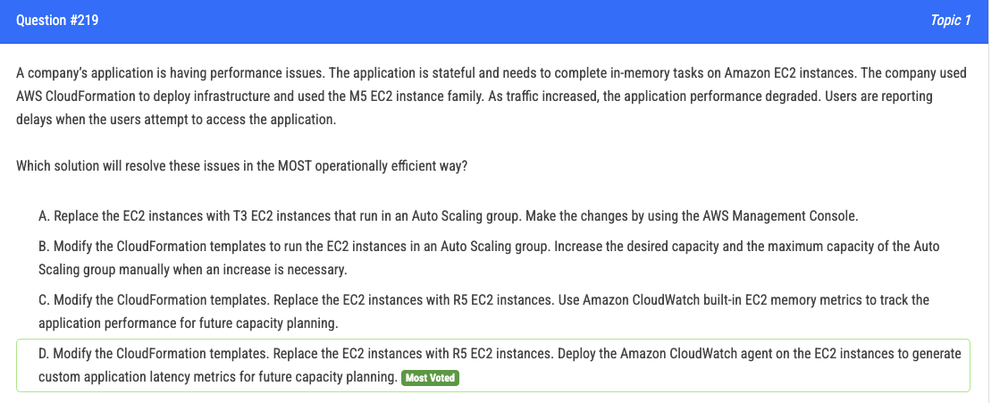 Question #219
Topic 1
A company's application is having performance issues. The application is stateful and needs to complete in-memory tasks on Amazon EC2 instances. The company used
AWS CloudFormation to deploy infrastructure and used the M5 EC2 instance family. As traffic increased, the application performance degraded. Users are reporting
delays when the users attempt to access the application.
Which solution will resolve these issues in the MOST operationally efficient way?
A. Replace the EC2 instances with T3 EC2 instances that run in an Auto Scaling group. Make the changes by using the AWS Management Console.
B. Modify the CloudFormation templates to run the EC2 instances in an Auto Scaling group. Increase the desired capacity and the maximum capacity of the Auto
Scaling group manually when an increase is necessary.
C. Modify the CloudFormation templates. Replace the EC2 instances with R5 EC2 instances. Use Amazon CloudWatch built-in EC2 memory metrics to track the
application performance for future capacity planning.
D. Modify the CloudFormation templates. Replace the EC2 instances with R5 EC2 instances. Deploy the Amazon CloudWatch agent on the EC2 instances to generate
custom application latency metrics for future capacity planning. Most Voted